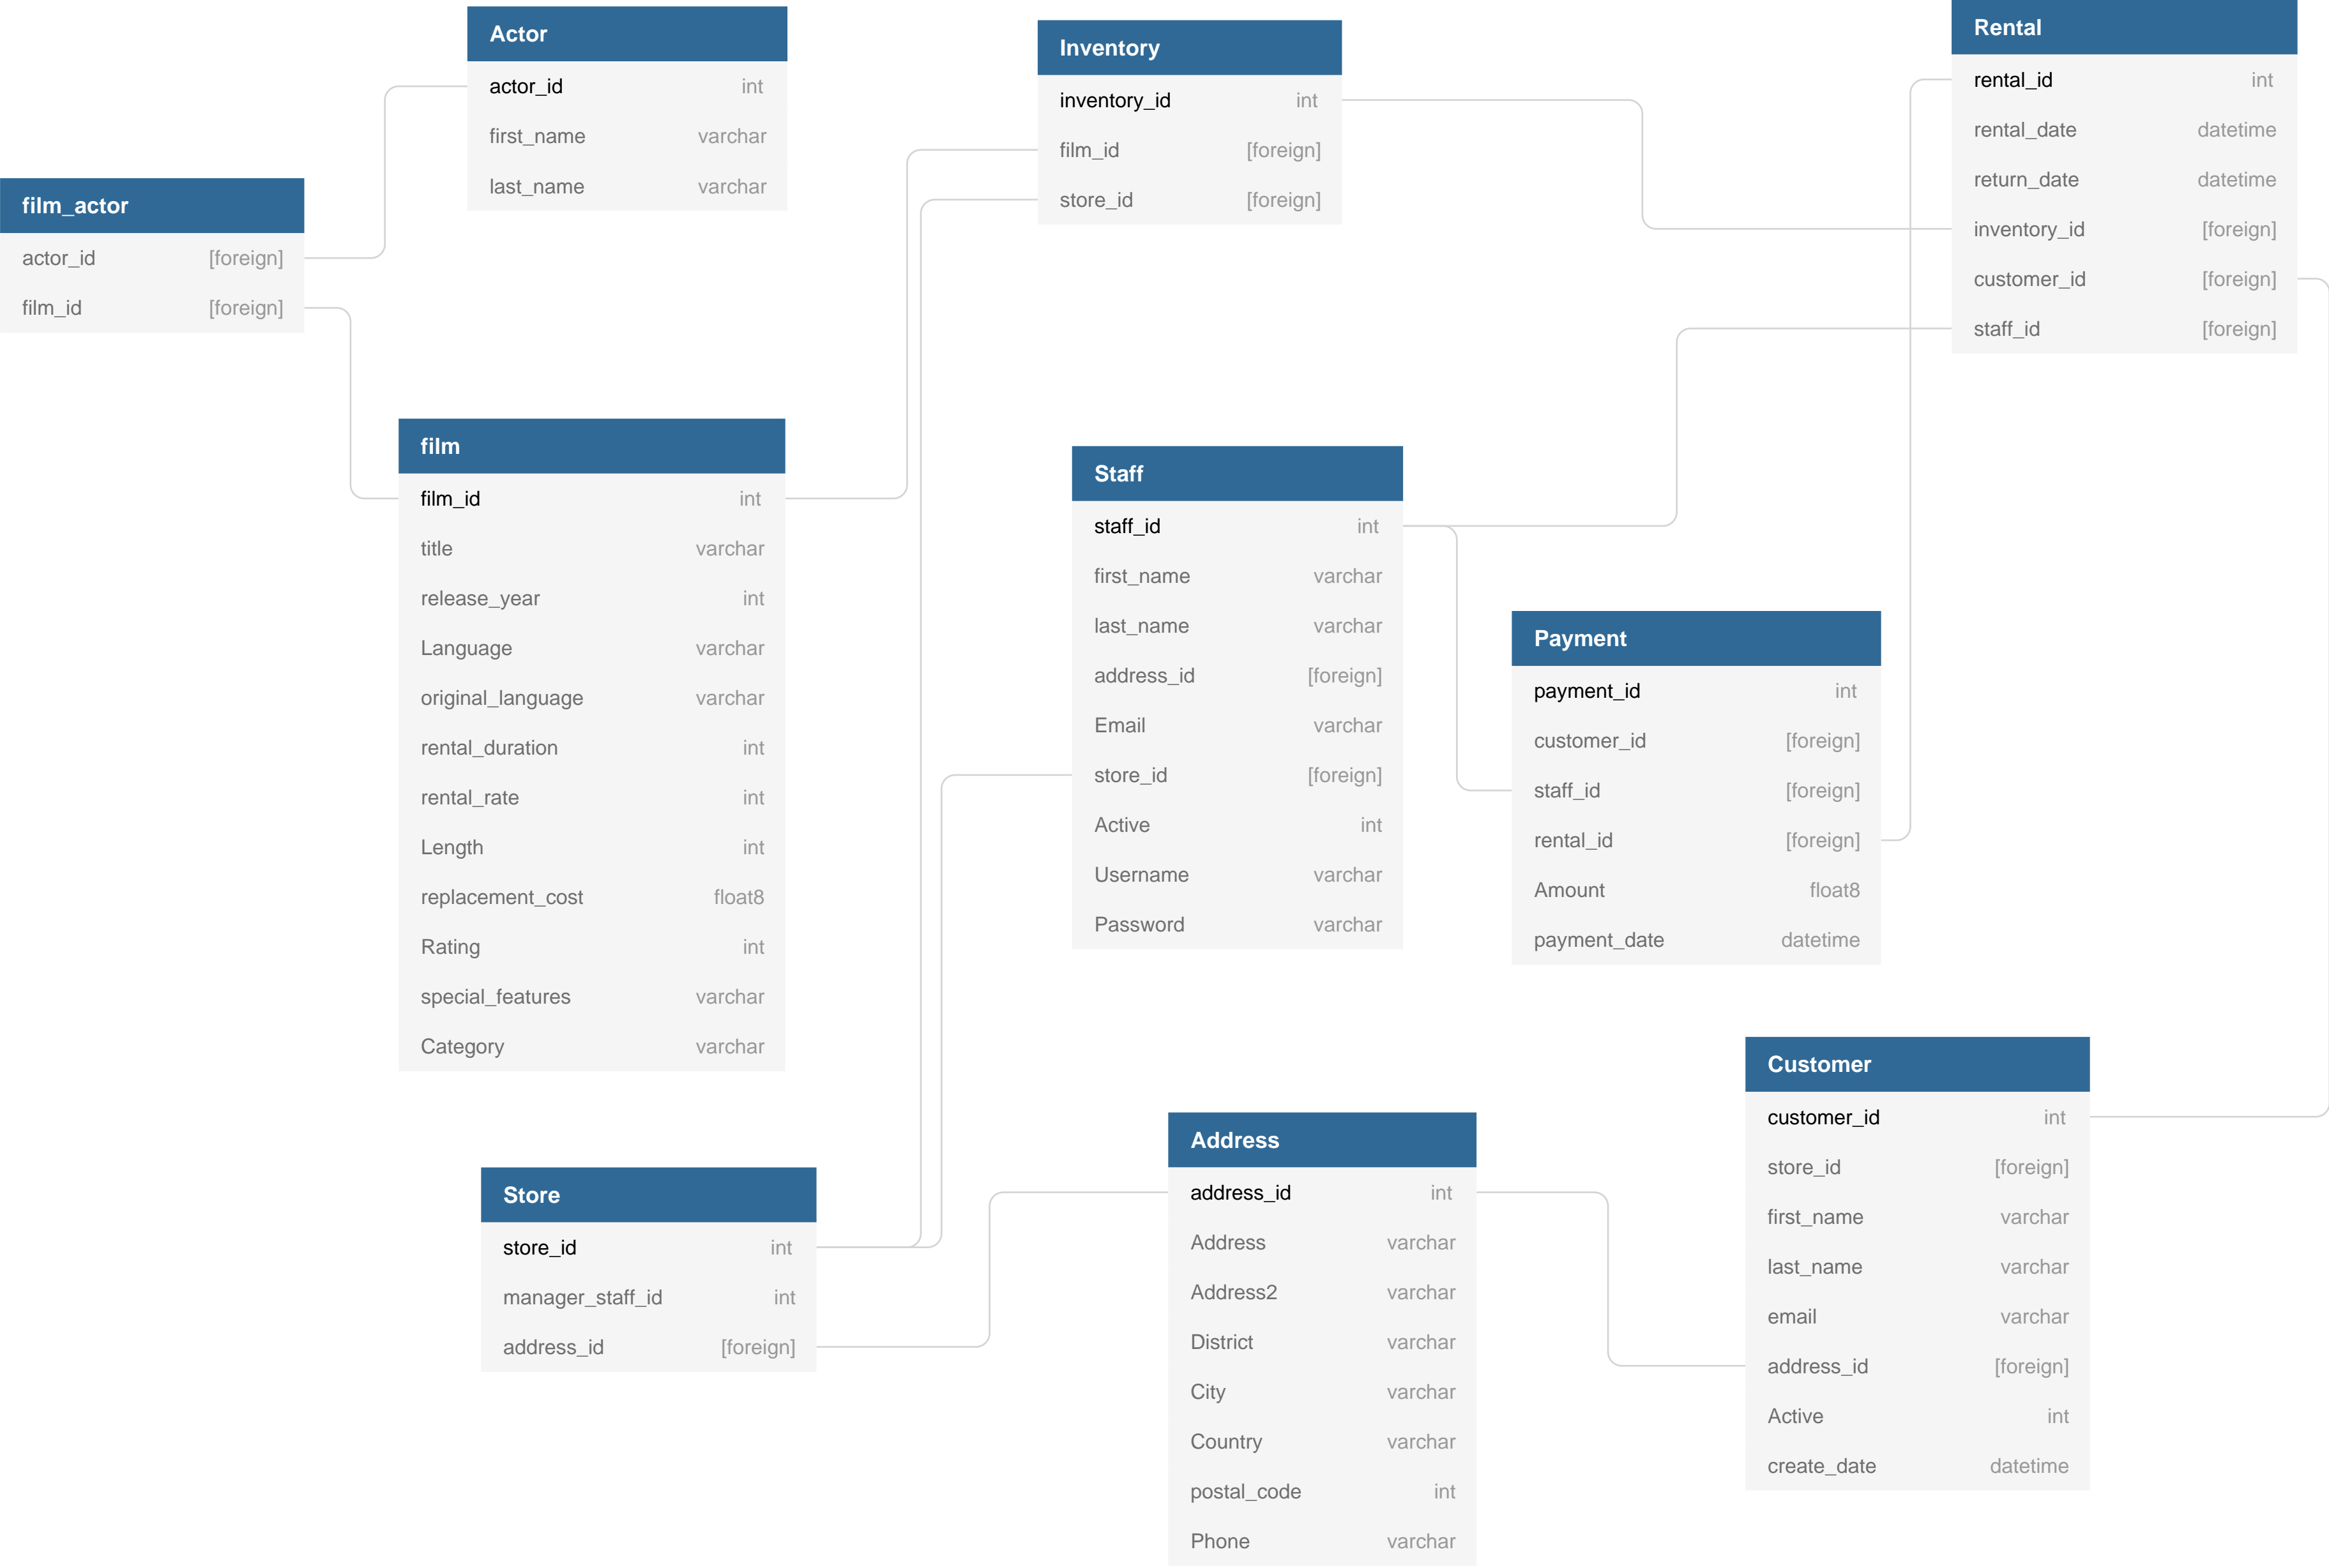 Actor
actor_id int
first_name varchar
last_name varchar
Inventory
inventory_id int
film_id [foreign]
store_id [foreign]
Rental
rental_id int
rental_date datetime
return_date datetime
inventory_id [foreign]
customer_id [foreign]
staff_id [foreign]
film_actor
actor_id [foreign]
film_id [foreign]
film
film_id int
title varchar
release_year int
Language varchar
original_language varchar
rental_duration int
rental_rate int
Length int
replacement_cost float8
Rating int
special_features varchar
Category varchar
Staff
staff_id int
first_name varchar
last_name varchar
address_id [foreign]
Email varchar
store_id [foreign]
Active int
Username varchar
Password varchar
Payment
payment_id int
customer_id [foreign]
staff_id [foreign]
rental_id [foreign]
Amount float8
payment_date datetime
Store
store_id int
manager_staff_id int
address_id [foreign]
Address
address_id int
Address varchar
Address2 varchar
District varchar
City varchar
Country varchar
postal_code int
Phone varchar
Customer
customer_id int
store_id [foreign]
first_name varchar
last_name varchar
email varchar
address_id [foreign]
Active int
create_date datetime